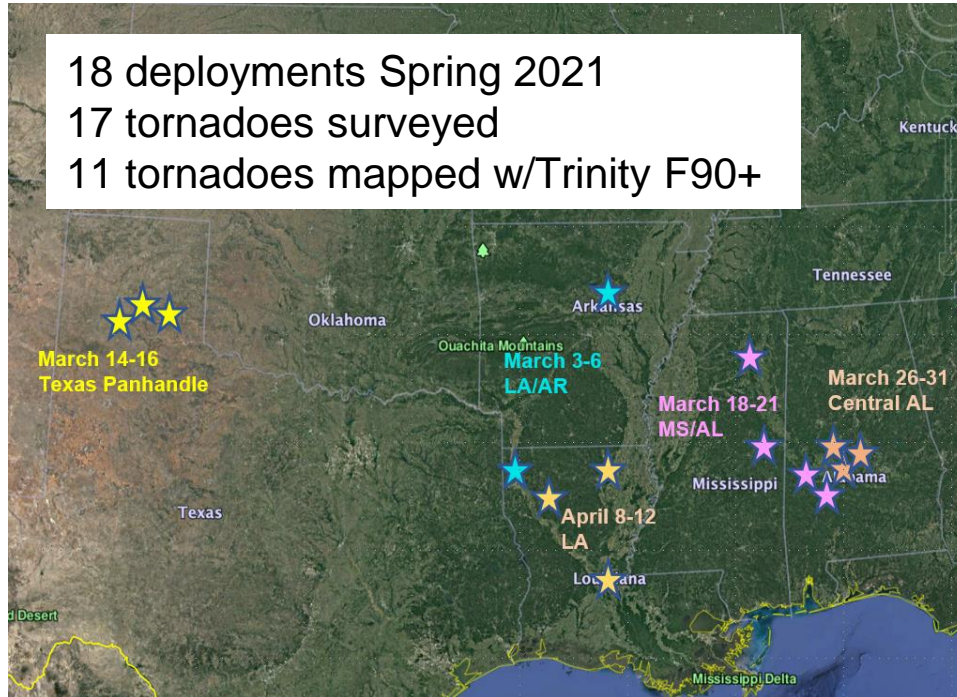 18 deployments Spring 2021
17 tornadoes surveyed
11 tornadoes mapped w/Trinity F90+
Kentuck
Tennessee
Arkansas
Oklahoma
Ouachita Mountains
March 14-16
Texas Panhandle
March 3-6
LA/AR
March 26-31
Central AL
March 18-21
MS/AL
Alabama
Mississippi
Texas
April 8-12
LA
Louisiana
d Desert
Mississippi Delta